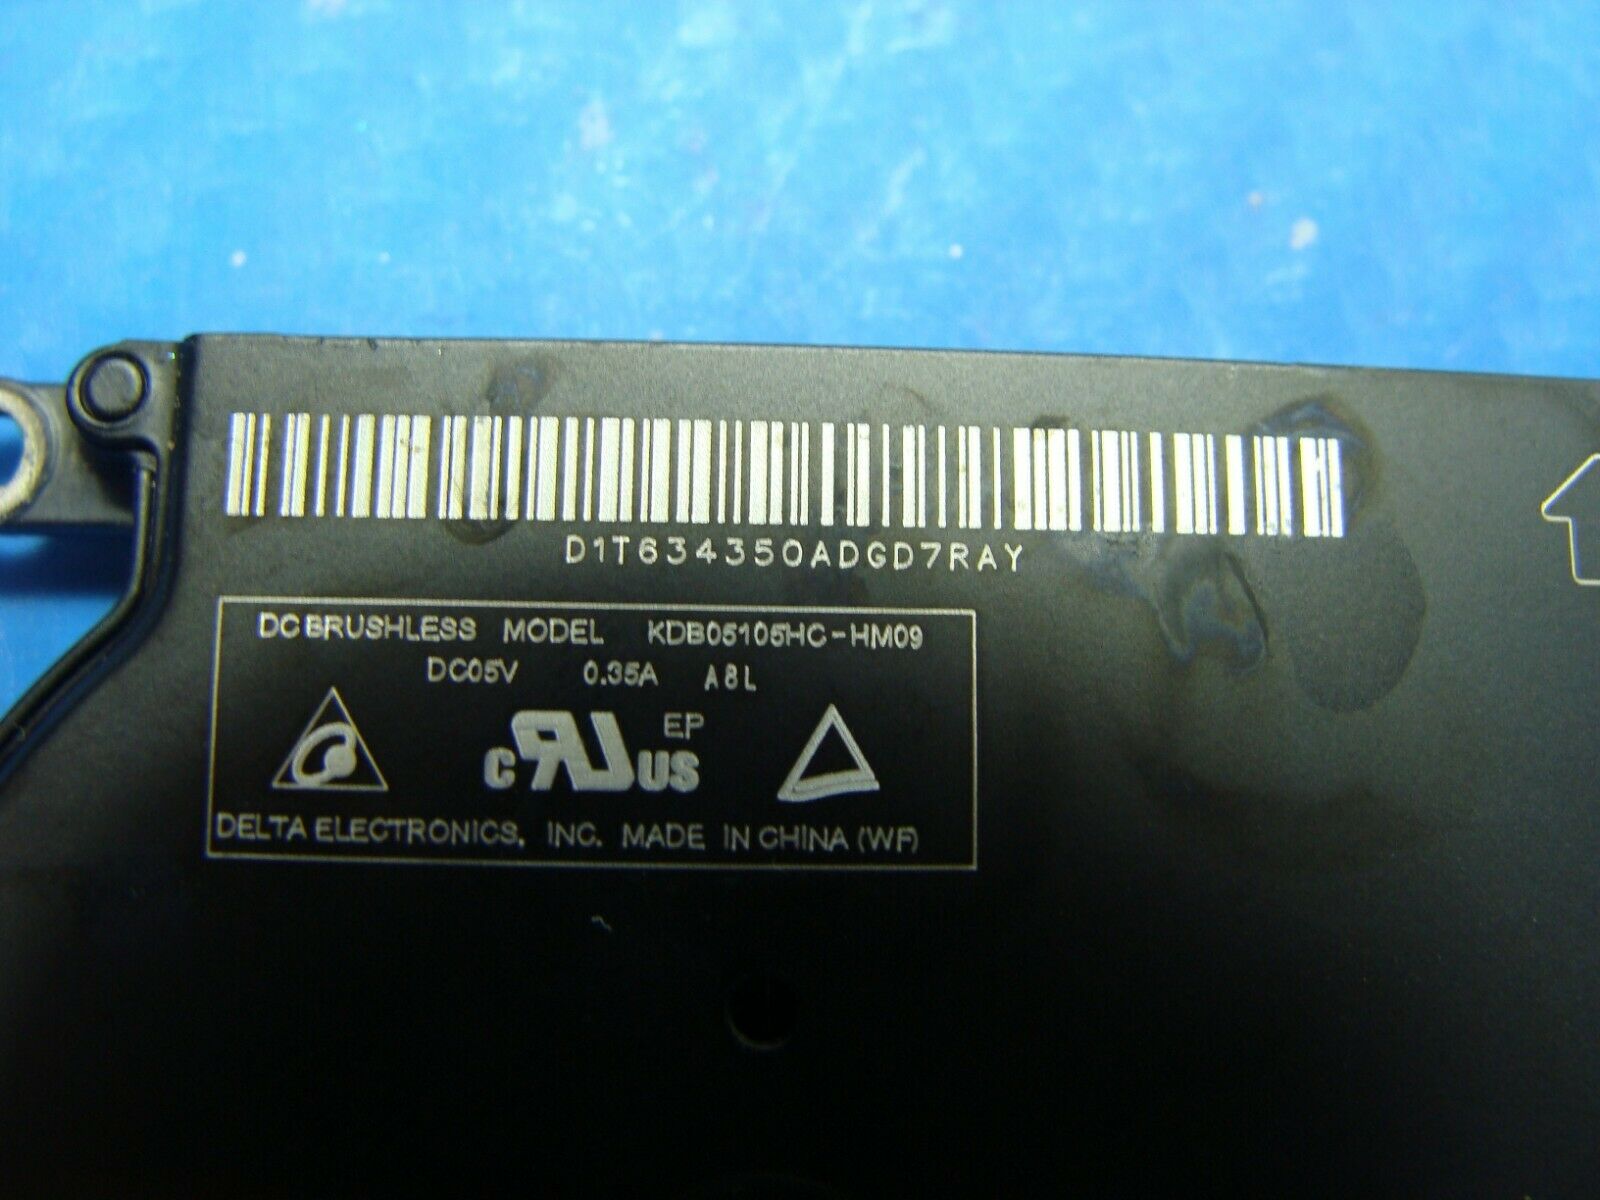 D1T634350ADGD7RAY
DC BRUSHLESS MODEL KDB05105HC-HM09
DC05V 0.35A A8L
EP
c RU US
DELTA ELECTRONICS, INC. MADE IN CHINA (WF)